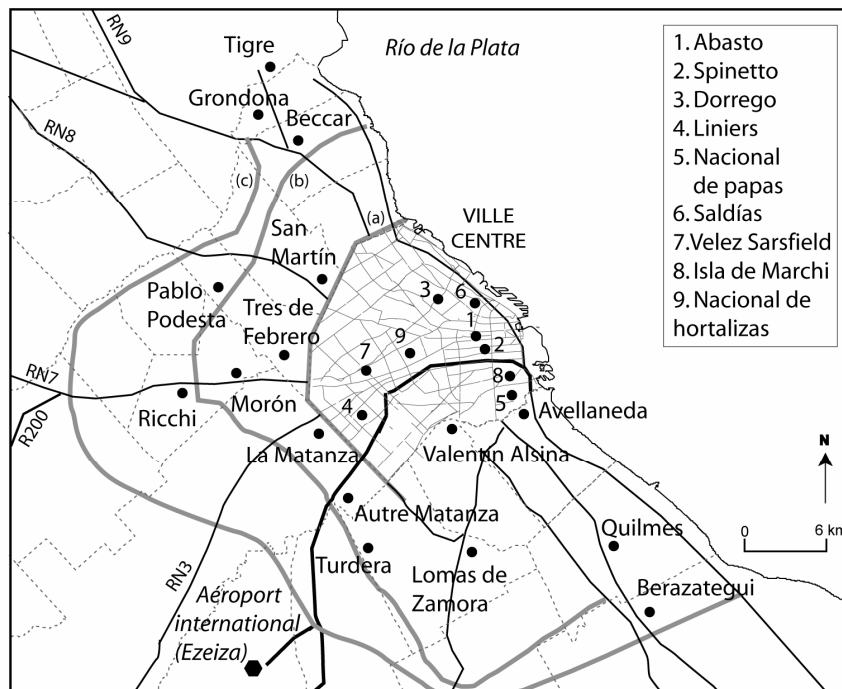 RN9
Tigre
Río de la Plata
Grondona
Béccar
RN8
(c)
(b)
(a)
VILLE
CENTRE
San
Martín
Pablo
Podesta
Tres de
Febrero
3
6
1
2
9
7
8
5
4
RN7
R200
Ricchi
Morón
Avellaneda
La Matanza
Valentín Alsina
Autre Matanza
Quilmes
Turdera
Lomas de
Zamora
Berazategui
RN3
Aéroport
international
(Ezeiza)
1. Abasto
2. Spinetto
3. Dorrego
4. Liniers
5. Nacional
de papas
6. Saldías
7. Velez Sarsfield
8. Isla de Marchi
9. Nacional de
hortalizas
N
0 6 km